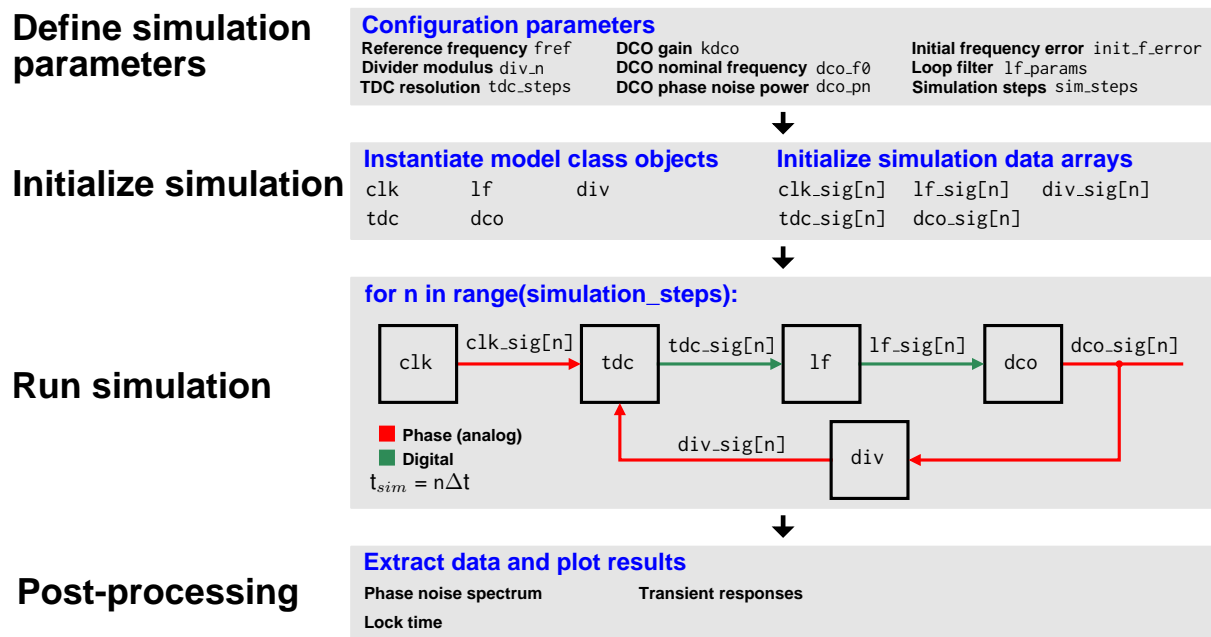 Define simulation parameters
Configuration parameters
Reference frequency fref DCO gain kdco Initial frequency error init_f_error
Divider modulus div_n DCO nominal frequency dco_f0 Loop filter lf_params
TDC resolution tdc_steps DCO phase noise power dco_pn Simulation steps sim_steps
Initialize simulation
Instantiate model class objects Initialize simulation data arrays
clk lf div clk_sig[n] lf_sig[n] div_sig[n]
tdc dco tdc_sig[n] dco_sig[n]
Run simulation
for n in range(simulation_steps):
clk clk_sig[n] tdc tdc_sig[n] lf lf_sig[n] dco dco_sig[n]
Phase (analog)
Digital
div_sig[n] div
t_sim = nΔt
Post-processing
Extract data and plot results
Phase noise spectrum Transient responses
Lock time